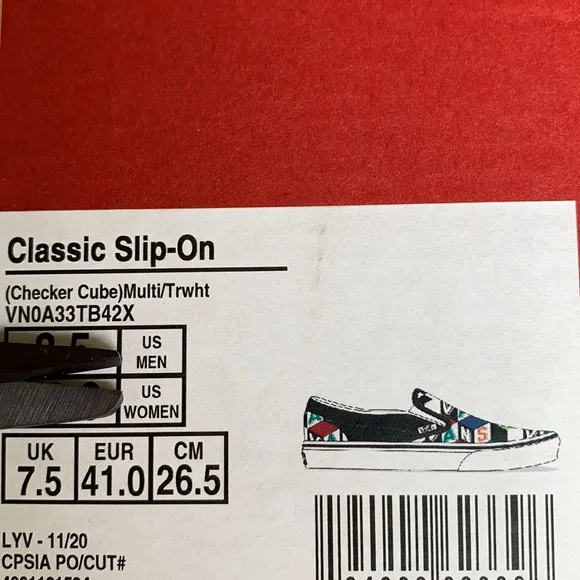 Classic Slip-On
(Checker Cube)Multi/Trwht
VN0A33TB42X
US
MEN
US
WOMEN
UK EUR CM
7.5 41.0 26.5
VANS
LYV - 11/20
CPSIA PO/CUT#